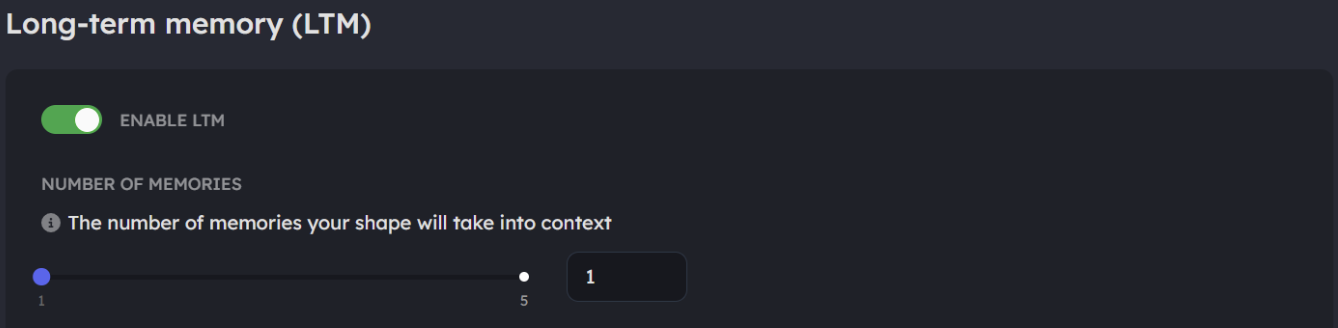 Long-term memory (LTM)
ENABLE LTM
NUMBER OF MEMORIES
i The number of memories your shape will take into context
1
1 5